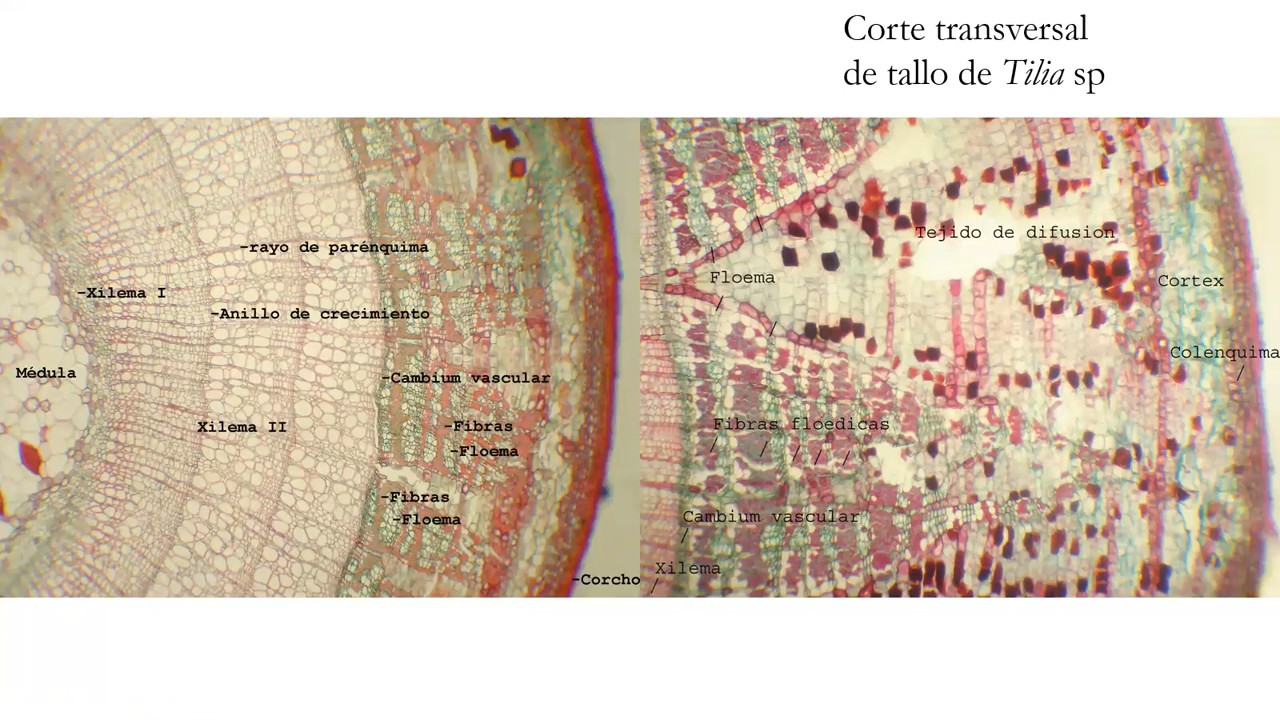 Corte transversal
de tallo de Tilia sp
-rayo de parénquima
-Xilema I
-Anillo de crecimiento
Médula
-Cambium vascular
Xilema II
-Fibras
-Floema
-Fibras
-Floema
-Corcho
Tejido de difusion
Floema
Cortex
Colenquima
Fibras floedicas
Cambium vascular
Xilema